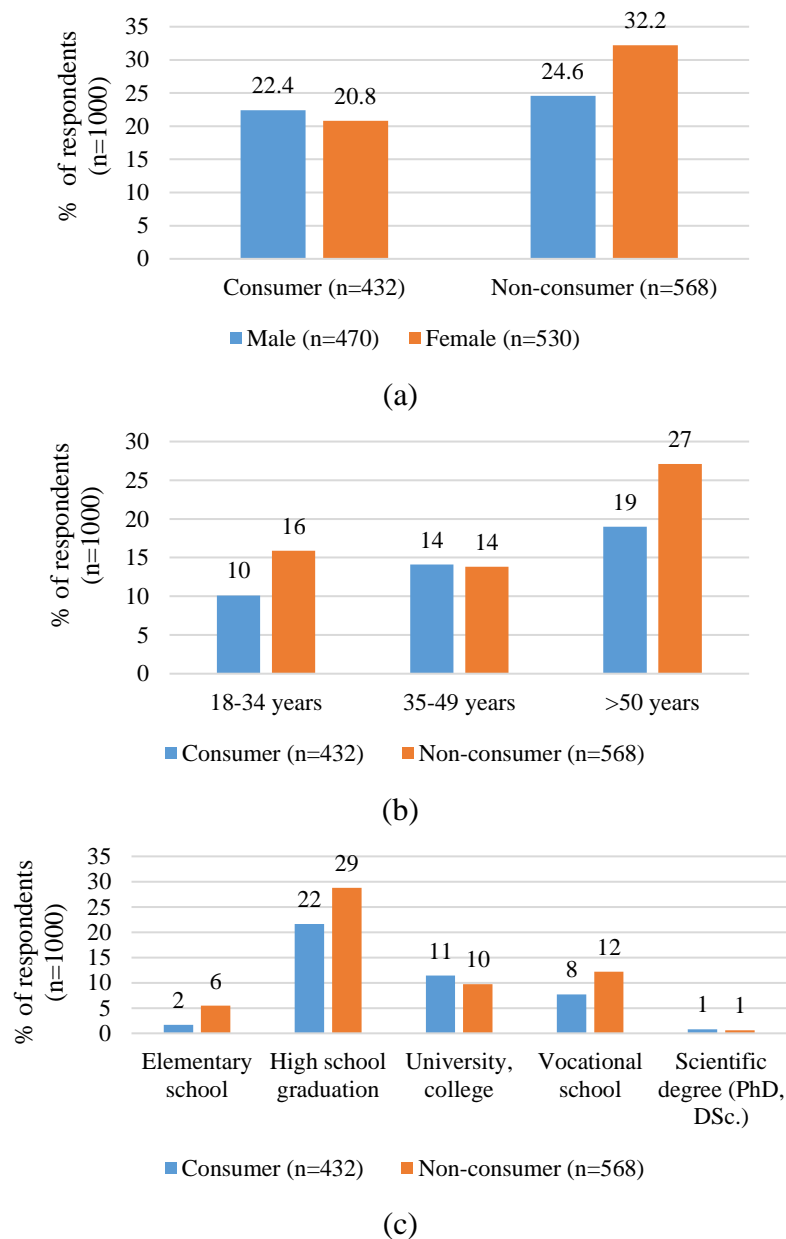 % of respondents
(n=1000)
35
30
25
20
15
10
5
0
22.4
20.8
24.6
32.2
Consumer (n=432)
Non-consumer (n=568)
Male (n=470)
Female (n=530)
(a)
% of respondents
(n=1000)
30
25
20
15
10
5
0
10
16
14
14
19
27
18-34 years
35-49 years
>50 years
Consumer (n=432)
Non-consumer (n=568)
(b)
% of respondents
(n=1000)
35
30
25
20
15
10
5
0
2
6
22
29
11
10
8
12
1
1
Elementary
school
High school
graduation
University,
college
Vocational
school
Scientific
degree (PhD,
DSc.)
Consumer (n=432)
Non-consumer (n=568)
(c)